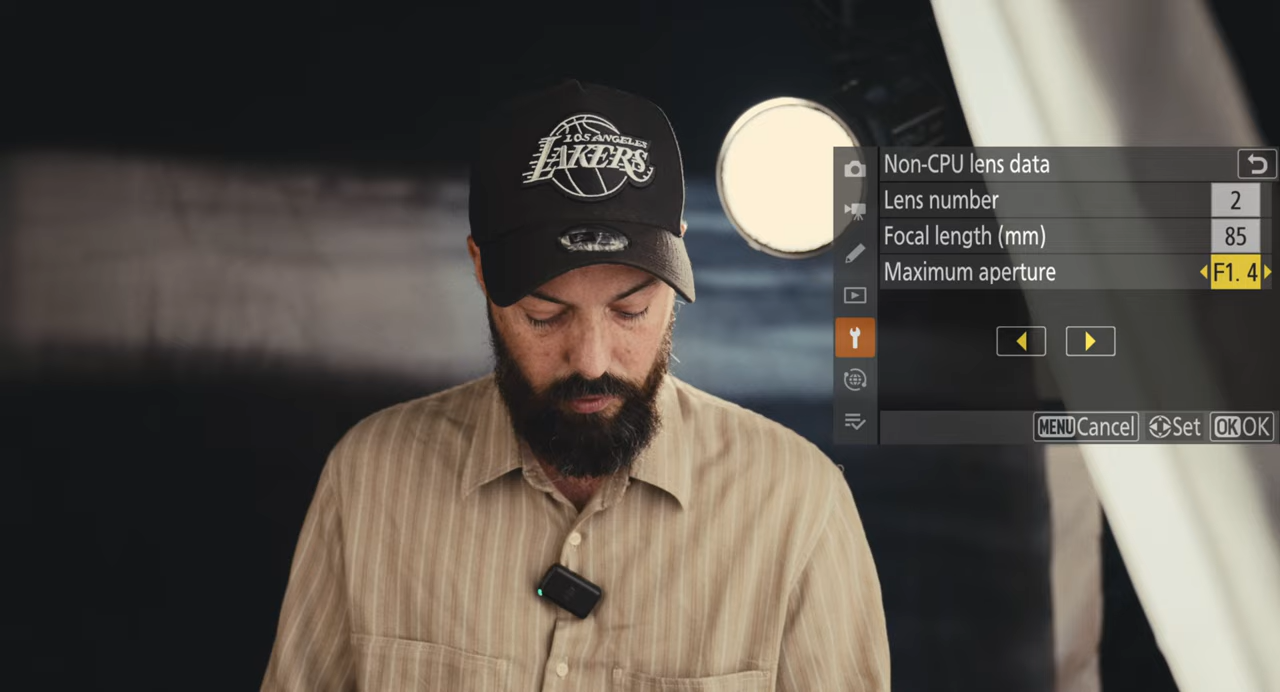 LOS ANGELES
LAKERS
Non-CPU lens data
Lens number 2
Focal length (mm) 85
Maximum aperture F1. 4
MENU Cancel Set OK OK